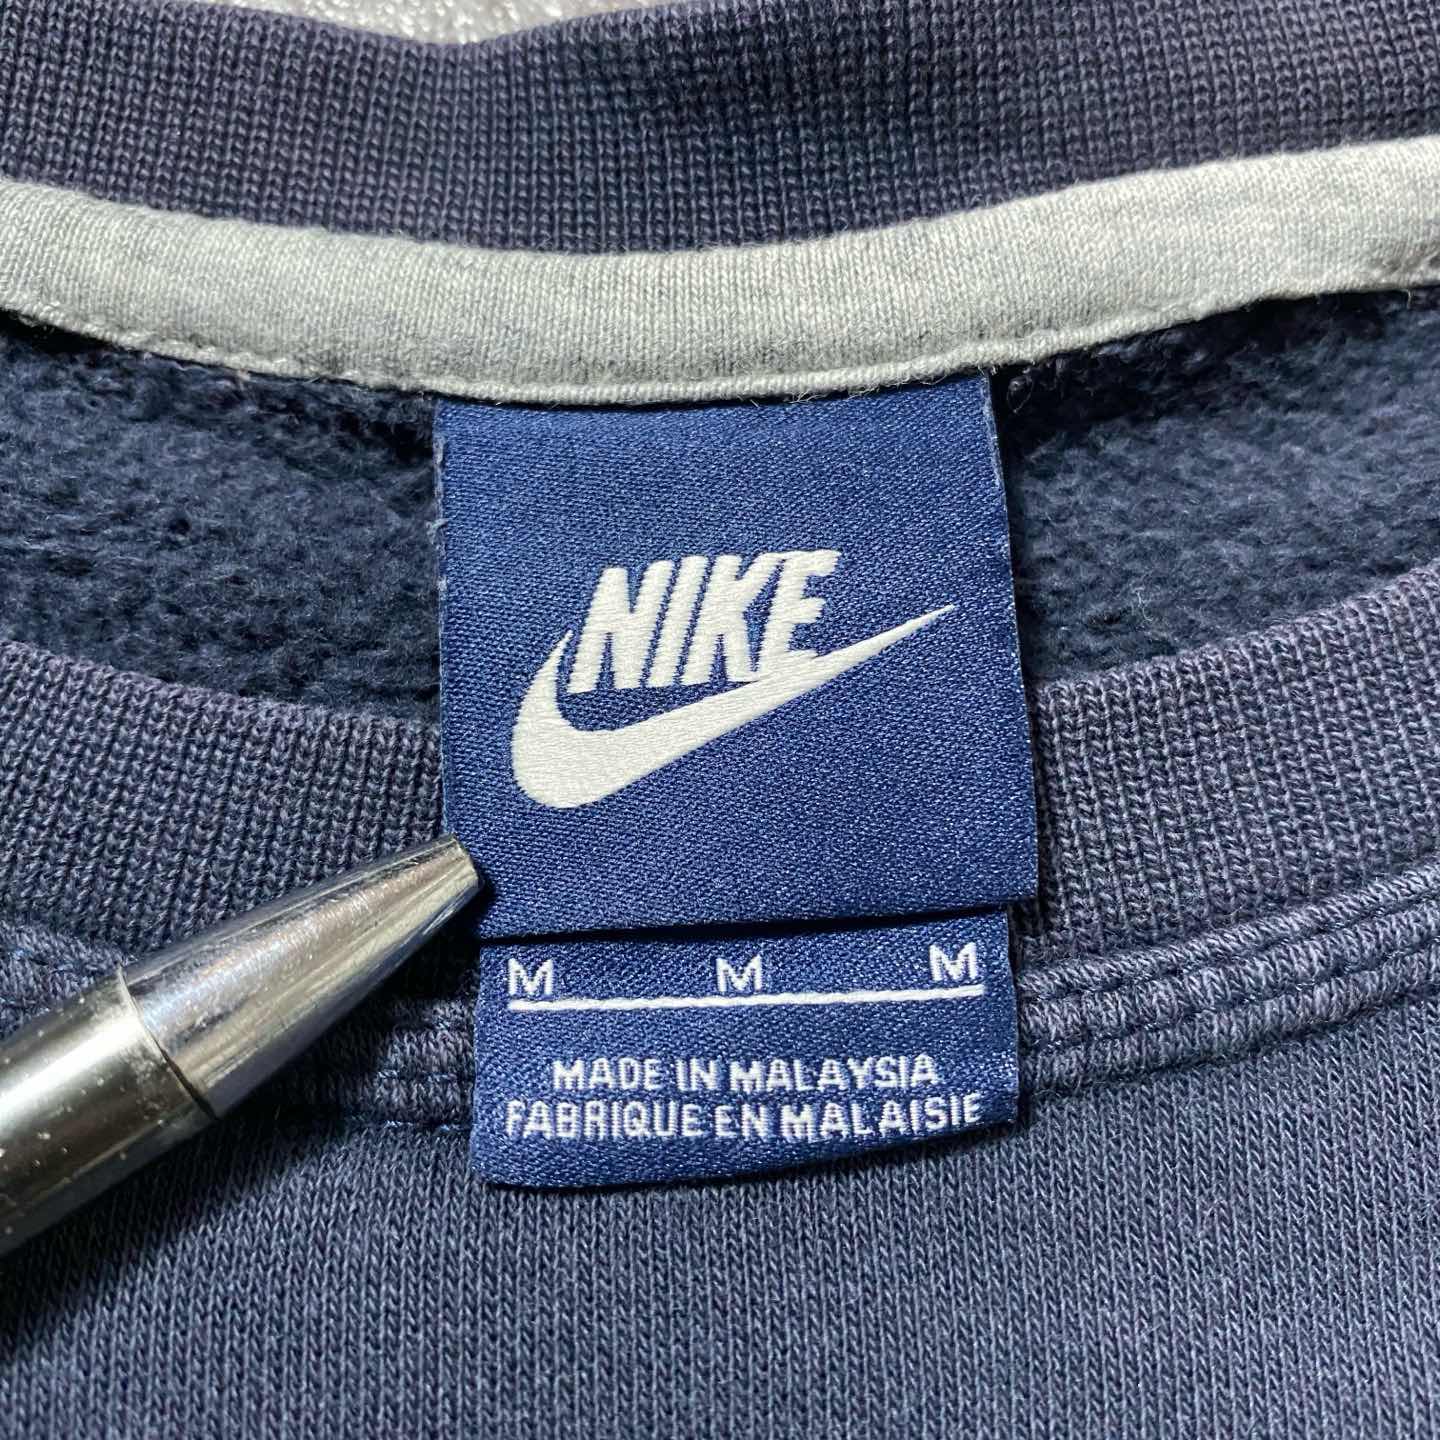 NIKE
M M M
MADE IN MALAYSIA
FABRIQUE EN MALAISIE